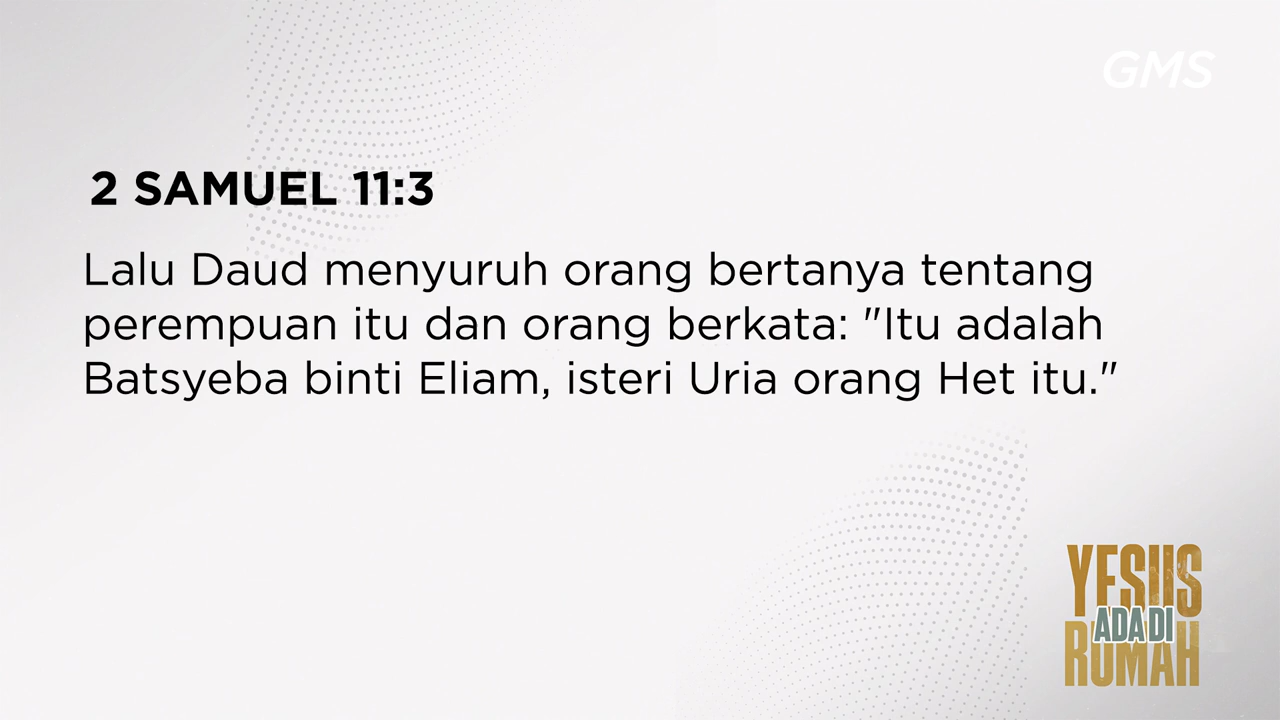 GMS
2 SAMUEL 11:3
Lalu Daud menyuruh orang bertanya tentang
perempuan itu dan orang berkata: "Itu adalah
Batsyeba binti Eliam, isteri Uria orang Het itu."
YESUS
ADA DI
RUMAH